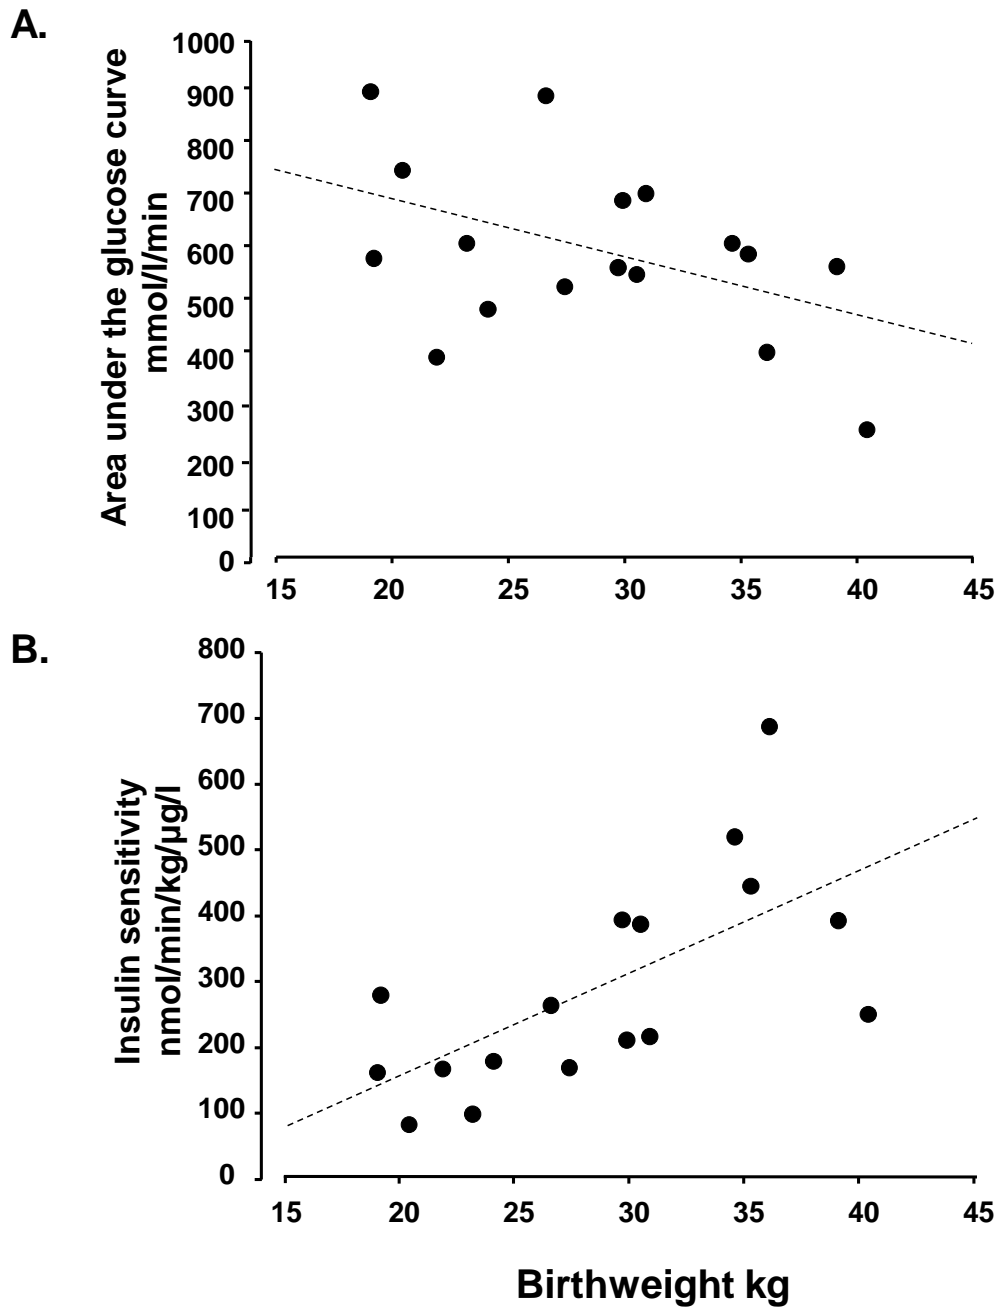 A.
Area under the glucose curve
mmol/l/min
1000
900
800
700
600
500
400
300
200
100
0
15 20 25 30 35 40 45
B.
Insulin sensitivity
nmol/min/kg/µg/l
800
700
600
500
400
300
200
100
0
15 20 25 30 35 40 45
Birthweight kg